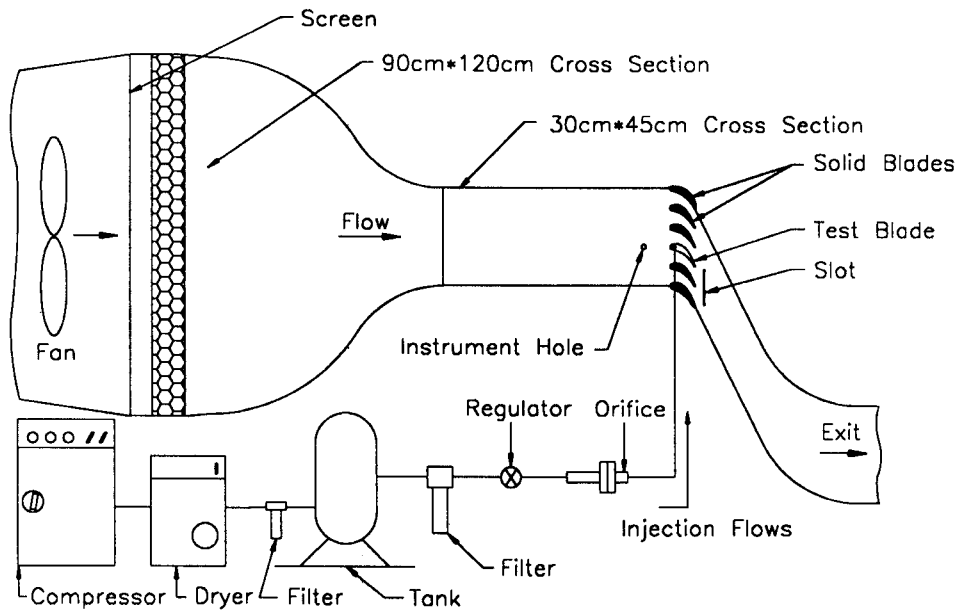 Screen
90cm*120cm Cross Section
30cm*45cm Cross Section
Solid Blades
Flow
Test Blade
Slot
Fan
Instrument Hole
Regulator Orifice
Exit
Injection Flows
Filter
Compressor Dryer Filter Tank